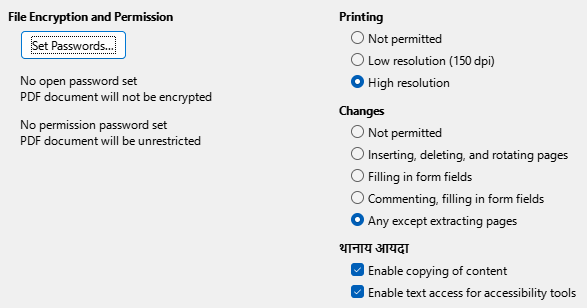 File Encryption and Permission
Set Passwords...
No open password set
PDF document will not be encrypted
No permission password set
PDF document will be unrestricted
Printing
Not permitted
Low resolution (150 dpi)
High resolution
Changes
Not permitted
Inserting, deleting, and rotating pages
Filling in form fields
Commenting, filling in form fields
Any except extracting pages
थानाय आयदा
Enable copying of content
Enable text access for accessibility tools